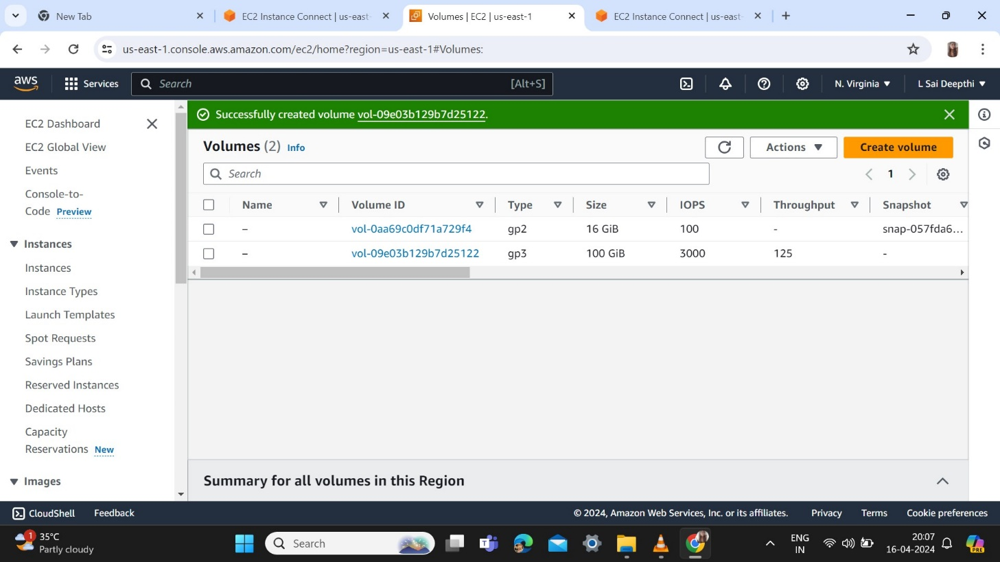 New Tab
EC2 Instance Connect | us-east-
Volumes | EC2 | us-east-1
EC2 Instance Connect | us-east-
us-east-1.console.aws.amazon.com/ec2/home?region=us-east-1#Volumes:
aws
Services
Search
[Alt+S]
N. Virginia
L Sai Deepthi
EC2 Dashboard
EC2 Global View
Events
Console-to-
Code Preview
Instances
Instances
Instance Types
Launch Templates
Spot Requests
Savings Plans
Reserved Instances
Dedicated Hosts
Capacity
Reservations New
Images
Successfully created volume vol-09e03b129b7d25122.
Volumes (2) Info
Actions
Create volume
Search
1
Name Volume ID Type Size IOPS Throughput Snapshot
– vol-0aa69c0df71a729f4 gp2 16 GiB 100 - snap-057fda6...
– vol-09e03b129b7d25122 gp3 100 GiB 3000 125 -
Summary for all volumes in this Region
CloudShell Feedback
© 2024, Amazon Web Services, Inc. or its affiliates. Privacy Terms Cookie preferences
1
35°C
Partly cloudy
Search
T
ENG
IN
20:07
16-04-2024
PRE